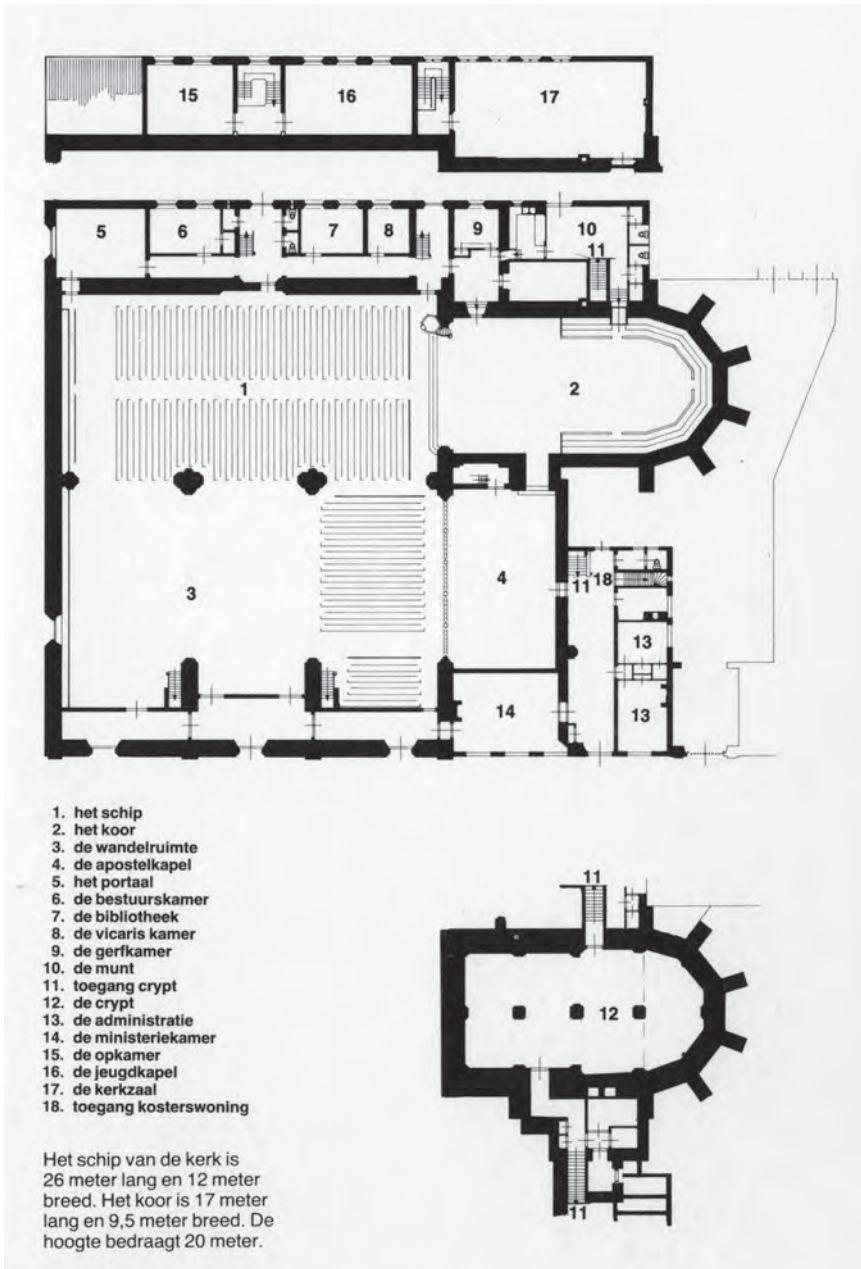 15
16
17
5
6
7
8
9
10
11
1
2
3
4
11
18
13
13
14
1. het schip
2. het koor
3. de wandelruimte
4. de apostelkapel
5. het portaal
6. de bestuurskamer
7. de bibliotheek
8. de vicaris kamer
9. de gerfkamer
10. de munt
11. toegang crypt
12. de crypt
13. de administratie
14. de ministeriekamer
15. de opkamer
16. de jeugdkapel
17. de kerkzaal
18. toegang kosterswoning
Het schip van de kerk is
26 meter lang en 12 meter
breed. Het koor is 17 meter
lang en 9,5 meter breed. De
hoogte bedraagt 20 meter.
11
12
11